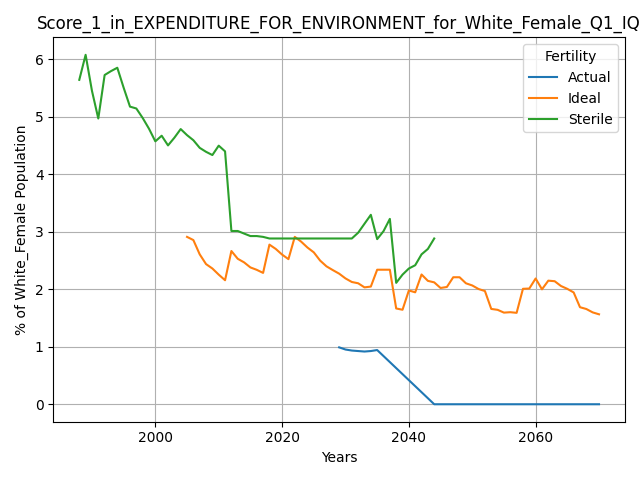 Score_1_in_EXPENDITURE_FOR_ENVIRONMENT_for_White_Female_Q1_IQ
Fertility
Actual
Ideal
Sterile
% of White_Female Population
6
5
4
3
2
1
0
2000 2020 2040 2060
Years